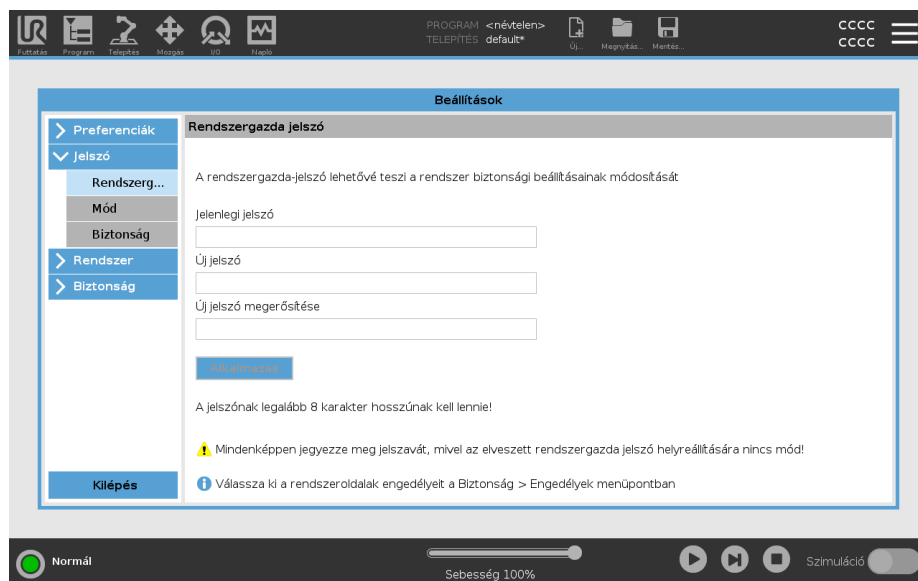 PROGRAM <névtelen>
TELEPÍTÉS default*
Futtatás Program Telepítés Mozgás I/O Napló Új... Megnyitás... Mentés...
CCCC
CCCC
Beállítások
Preferenciák
Jelszó
Rendszerg...
Mód
Biztonság
Rendszer
Biztonság
Kilépés
Rendszergazda jelszó
A rendszergazda-jelszó lehetővé teszi a rendszer biztonsági beállításainak módosítását
Jelenlegi jelszó
Új jelszó
Új jelszó megerősítése
Alkalmazás
A jelszónak legalább 8 karakter hosszúnak kell lennie!
Mindenképpen jegyezze meg jelszavát, mivel az elveszett rendszergazda jelszó helyreállítására nincs mód!
Válassza ki a rendszeroldalak engedélyeit a Biztonság > Engedélyek menüpontban
Normál
Sebesség 100%
Szimuláció